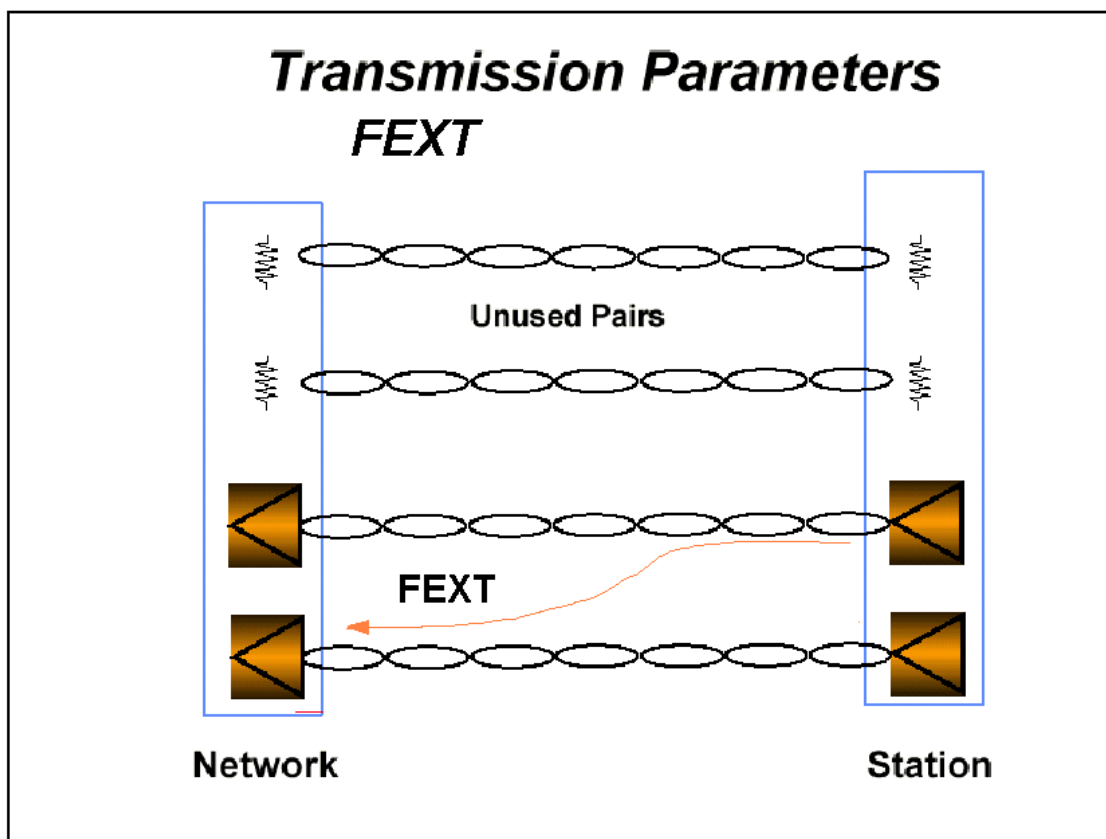 Transmission Parameters
FEXT
Unused Pairs
FEXT
Network
Station